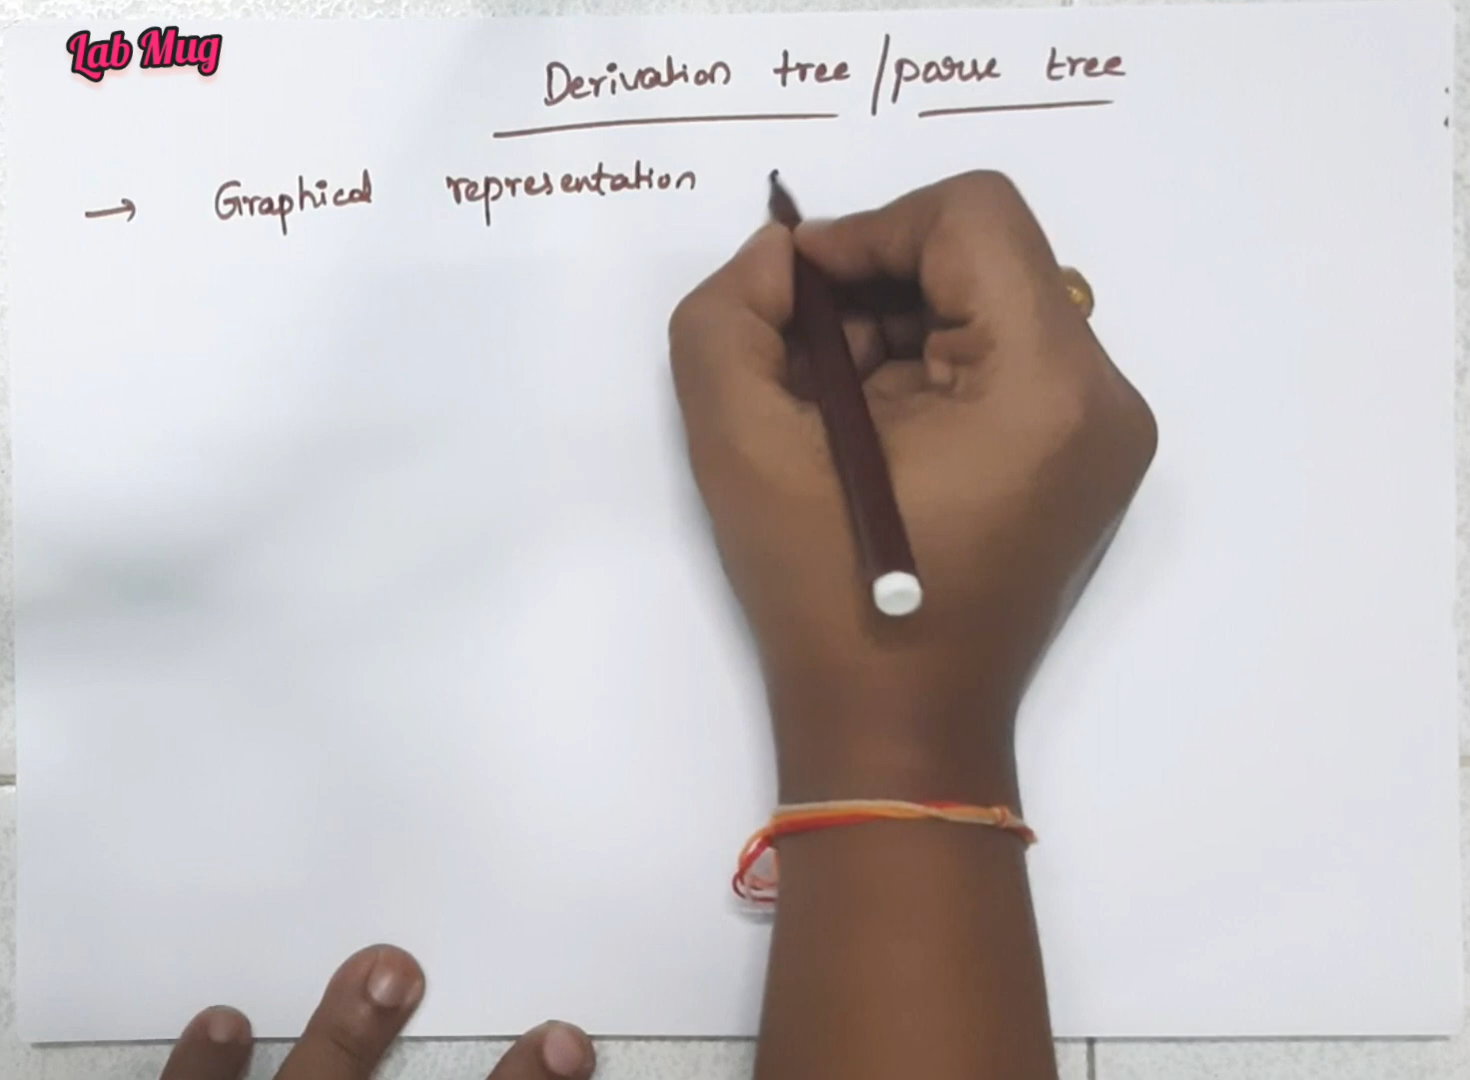 Lab Mug
Derivation tree / parse tree
→ Graphical representation